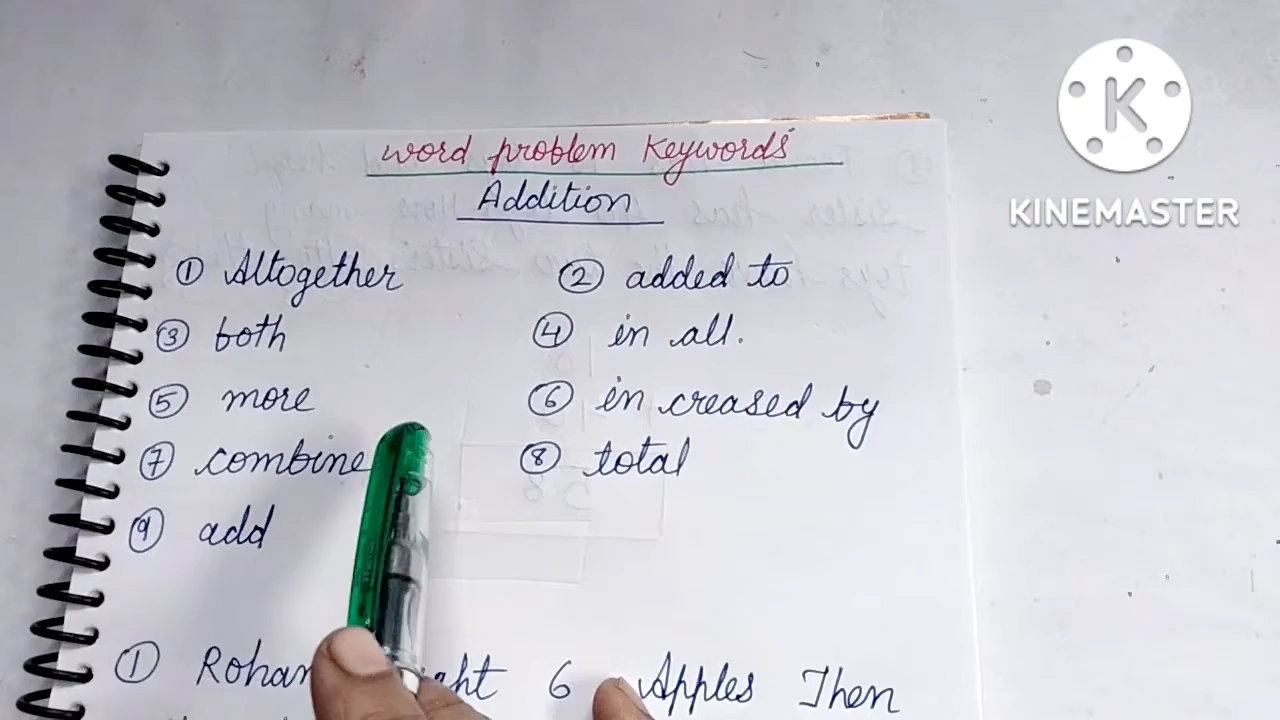 word problem Keywords
Addition
① Altogether ② added to
③ both ④ in all.
⑤ more ⑥ in creased by
⑦ combine ⑧ total
⑨ add
① Rohan 6 Apples Then
K
KINEMASTER